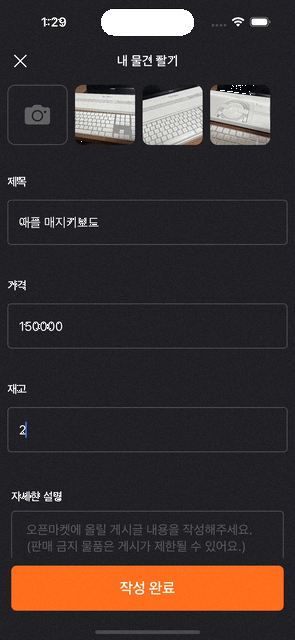 1:29
내 물건 팔기
제목
애플 매지키보드
가격
150000
재고
2
자세한 설명
오픈마켓에 올릴 게시글 내용을 작성해주세요.
(판매 금지 물품은 게시가 제한될 수 있어요.)
작성 완료